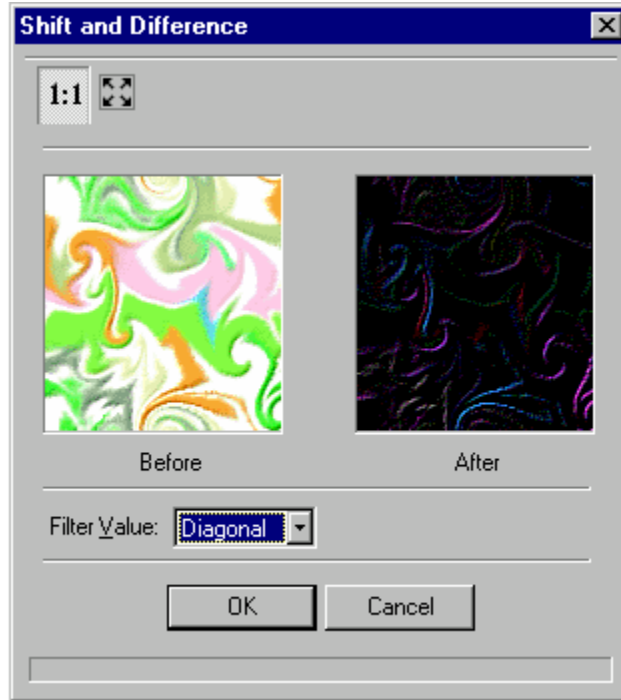 Shift and Difference
1:1
Before After
Filter Value: Diagonal
OK Cancel